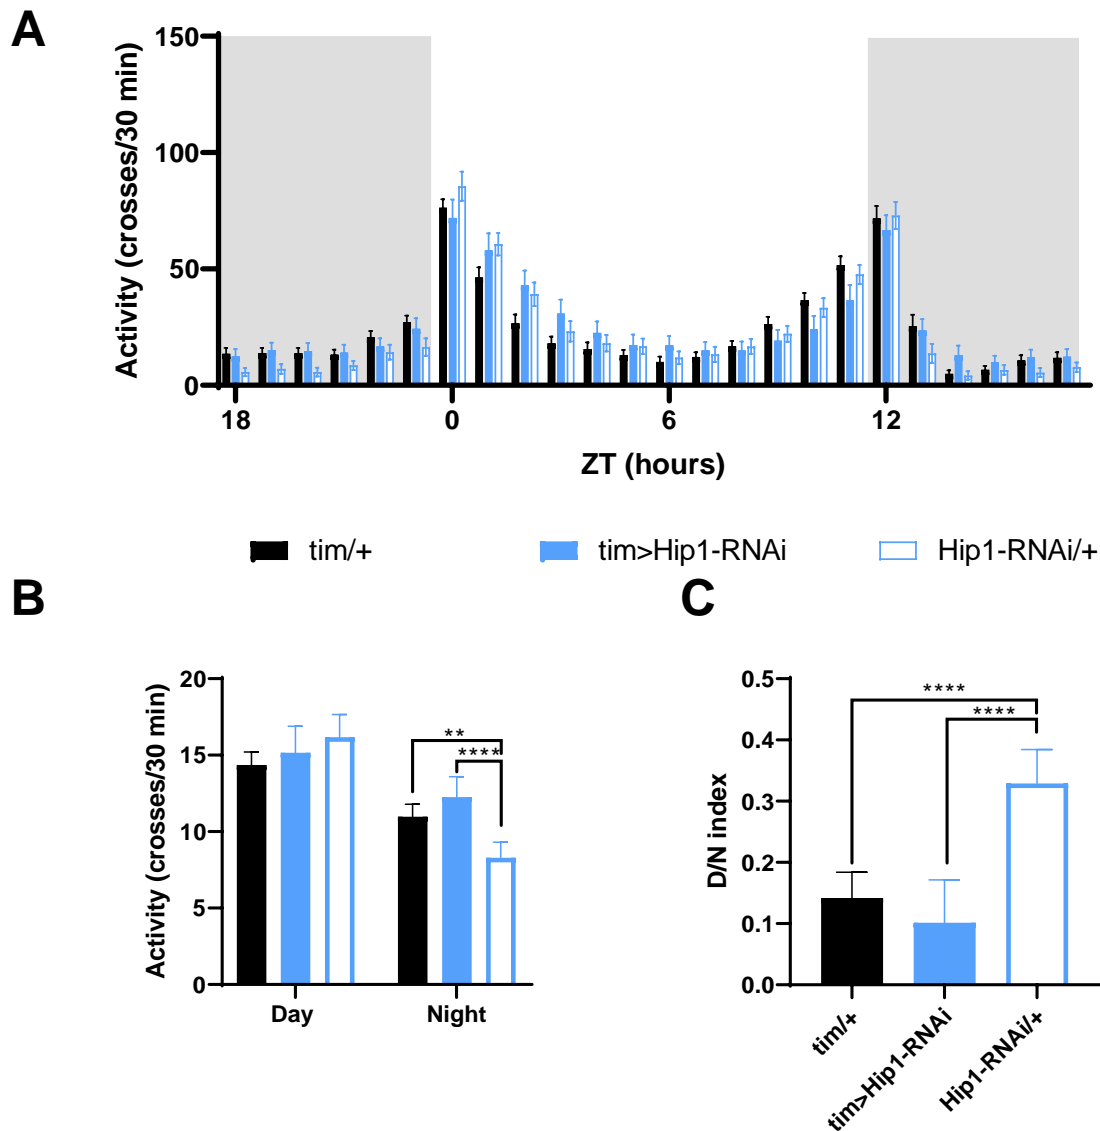 A
Activity (crosses/30 min)
150
100
50
0
18
0
6
12
ZT (hours)
tim/+
tim>Hip1-RNAi
Hip1-RNAi/+
B
C
Activity (crosses/30 min)
20
15
10
5
0
**
****
Day
Night
D/N index
0.5
0.4
0.3
0.2
0.1
0.0
****
****
tim/+
tim>Hip1-RNAi
Hip1-RNAi/+